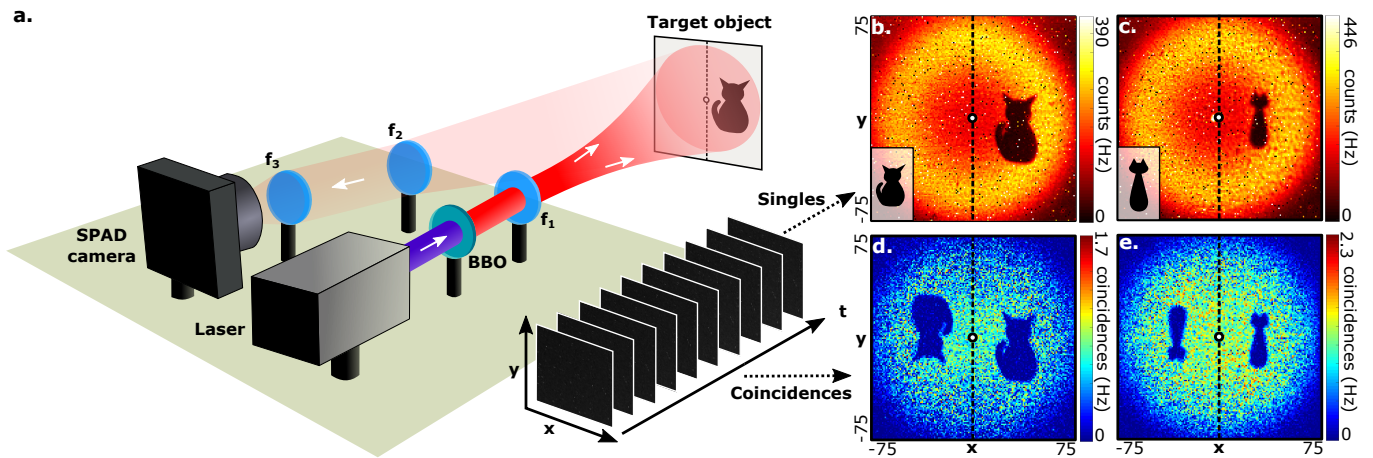 a.
Target object
f₂
f₃
f₁
BBO
SPAD
camera
Laser
Singles
Coincidences
t
y
x
b.
75
y
-75
390
counts (Hz)
0
c.
446
counts (Hz)
0
d.
75
y
-75
-75
x
75
1.7
coincidences (Hz)
0
e.
-75
75
2.3
coincidences (Hz)
0